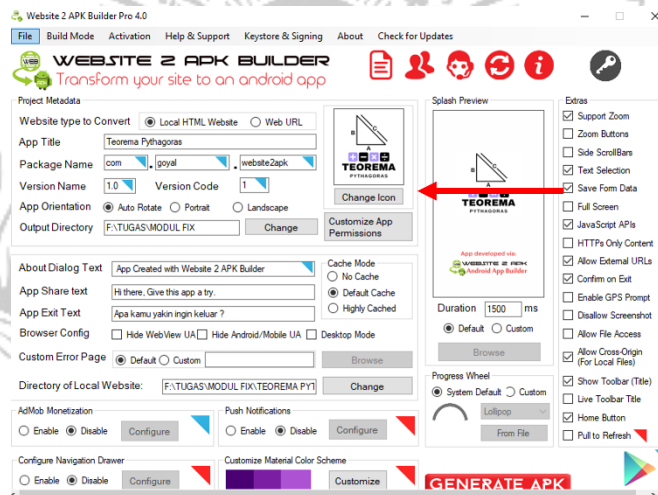 Website 2 APK Builder Pro 4.0
File Build Mode Activation Help & Support Keystore & Signing About Check for Updates
WEBSITE 2 APK BUILDER
Transform your site to an android app
Project Metadata
Website type to Convert Local HTML Website Web URL
App Title Teorema Pythagoras
Package Name com . goyal . website2apk
Version Name 1.0 Version Code 1
App Orientation Auto Rotate Portrait Landscape
Output Directory F:\TUGAS\MODUL FIX Change
B C
A
TEOREMA
PYTHAGORAS
Change Icon
Customize App
Permissions
About Dialog Text App Created with Website 2 APK Builder
App Share text Hi there, Give this app a try.
App Exit Text Apa kamu yakin ingin keluar ?
Cache Mode
No Cache
Default Cache
Highly Cached
Browser Config Hide WebView UA Hide Android/Mobile UA Desktop Mode
Custom Error Page Default Custom Browse
Directory of Local Website: F:\TUGAS\MODUL FIX\TEOREMA PYT Change
AdMob Monetization
Enable Disable Configure
Push Notifications
Enable Disable Configure
Configure Navigation Drawer
Enable Disable Configure
Customize Material Color Scheme
Customize
Splash Preview
B C
A
TEOREMA
PYTHAGORAS
App developed via:
WEBSITE 2 APK
Android App Builder
Duration 1500 ms
Default Custom
Browse
Progress Wheel
System Default Custom
Lollipop
From File
GENERATE APK
Extras
Support Zoom
Zoom Buttons
Side ScrollBars
Text Selection
Save Form Data
Full Screen
JavaScript APIs
HTTPs Only Content
Allow External URLs
Confirm on Exit
Enable GPS Prompt
Disallow Screenshot
Allow File Access
Allow Cross-Origin
(For Local Files)
Show Toolbar (Title)
Live Toolbar Title
Home Button
Pull to Refresh